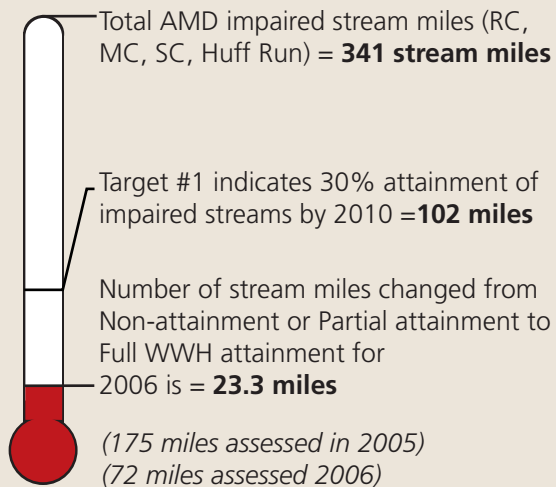 Total AMD impaired stream miles (RC,
MC, SC, Huff Run) = 341 stream miles
Target #1 indicates 30% attainment of
impaired streams by 2010 =102 miles
Number of stream miles changed from
Non-attainment or Partial attainment to
Full WWH attainment for
2006 is = 23.3 miles
(175 miles assessed in 2005)
(72 miles assessed 2006)